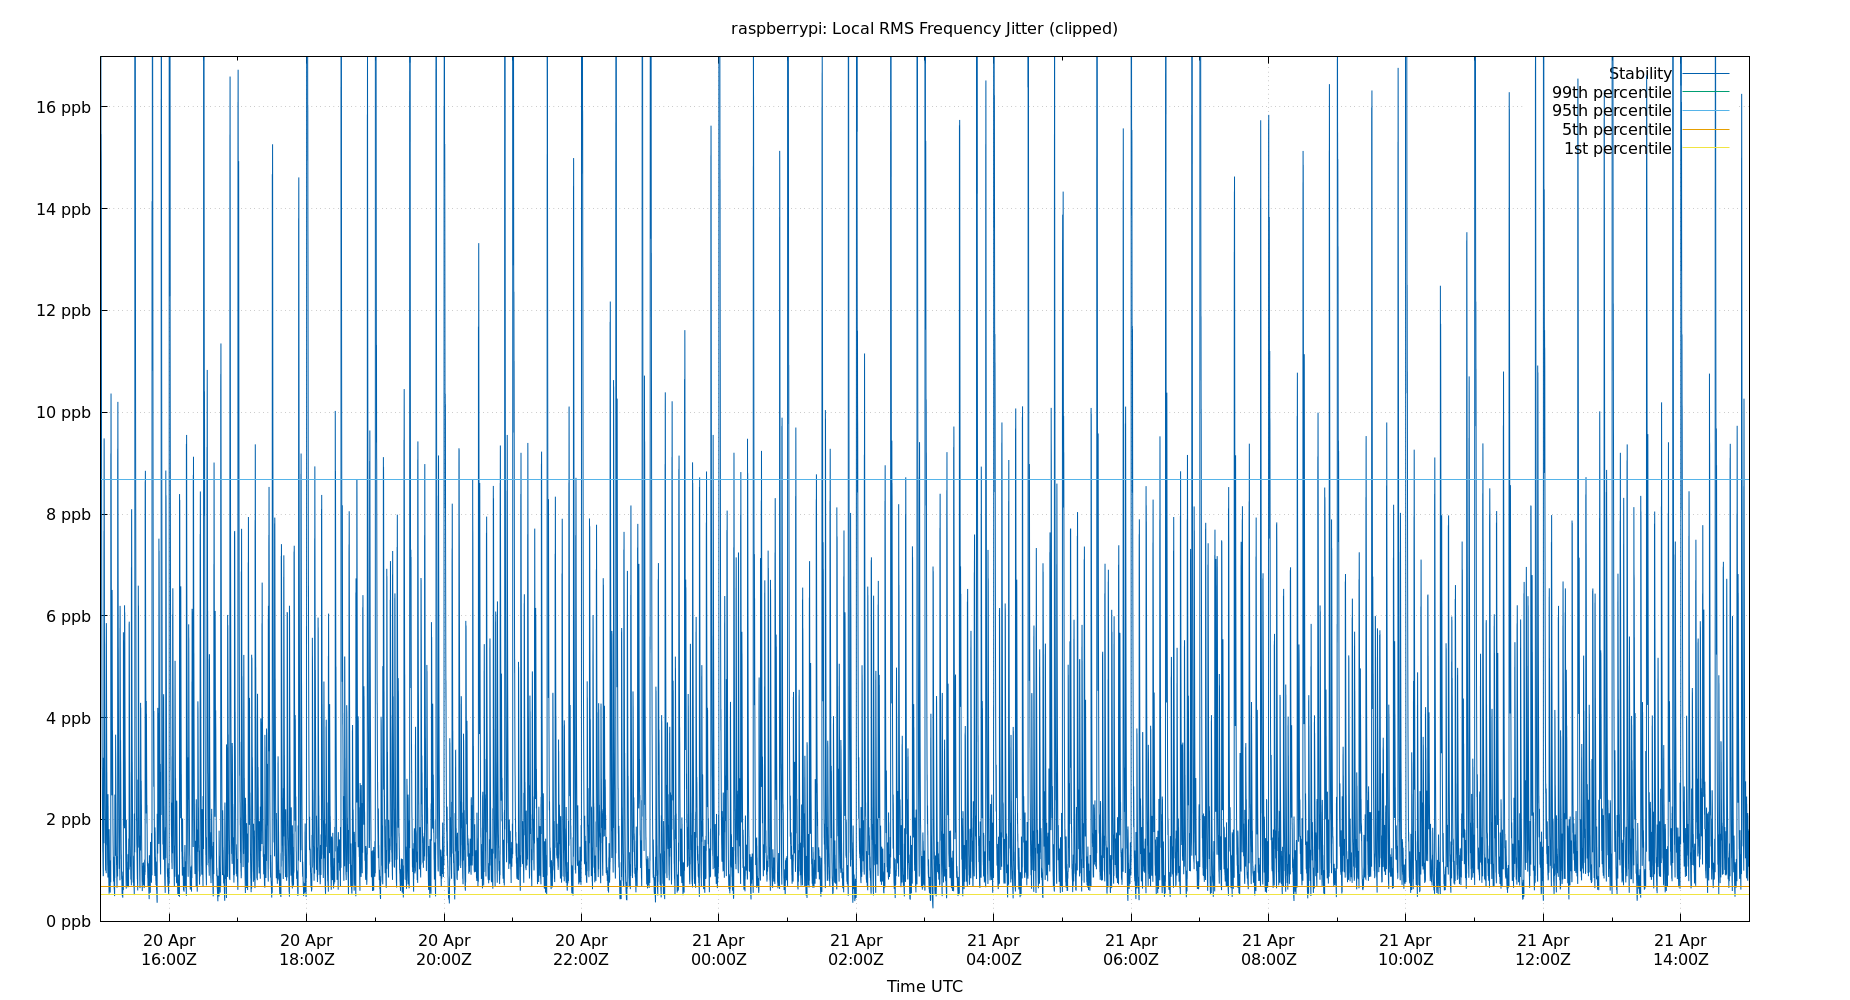 raspberrypi: Local RMS Frequency Jitter (clipped)
Stability
99th percentile
95th percentile
5th percentile
1st percentile
16 ppb
14 ppb
12 ppb
10 ppb
8 ppb
6 ppb
4 ppb
2 ppb
0 ppb
20 Apr 20 Apr 20 Apr 20 Apr 21 Apr 21 Apr 21 Apr 21 Apr 21 Apr 21 Apr 21 Apr 21 Apr
16:00Z 18:00Z 20:00Z 22:00Z 00:00Z 02:00Z 04:00Z 06:00Z 08:00Z 10:00Z 12:00Z 14:00Z
Time UTC